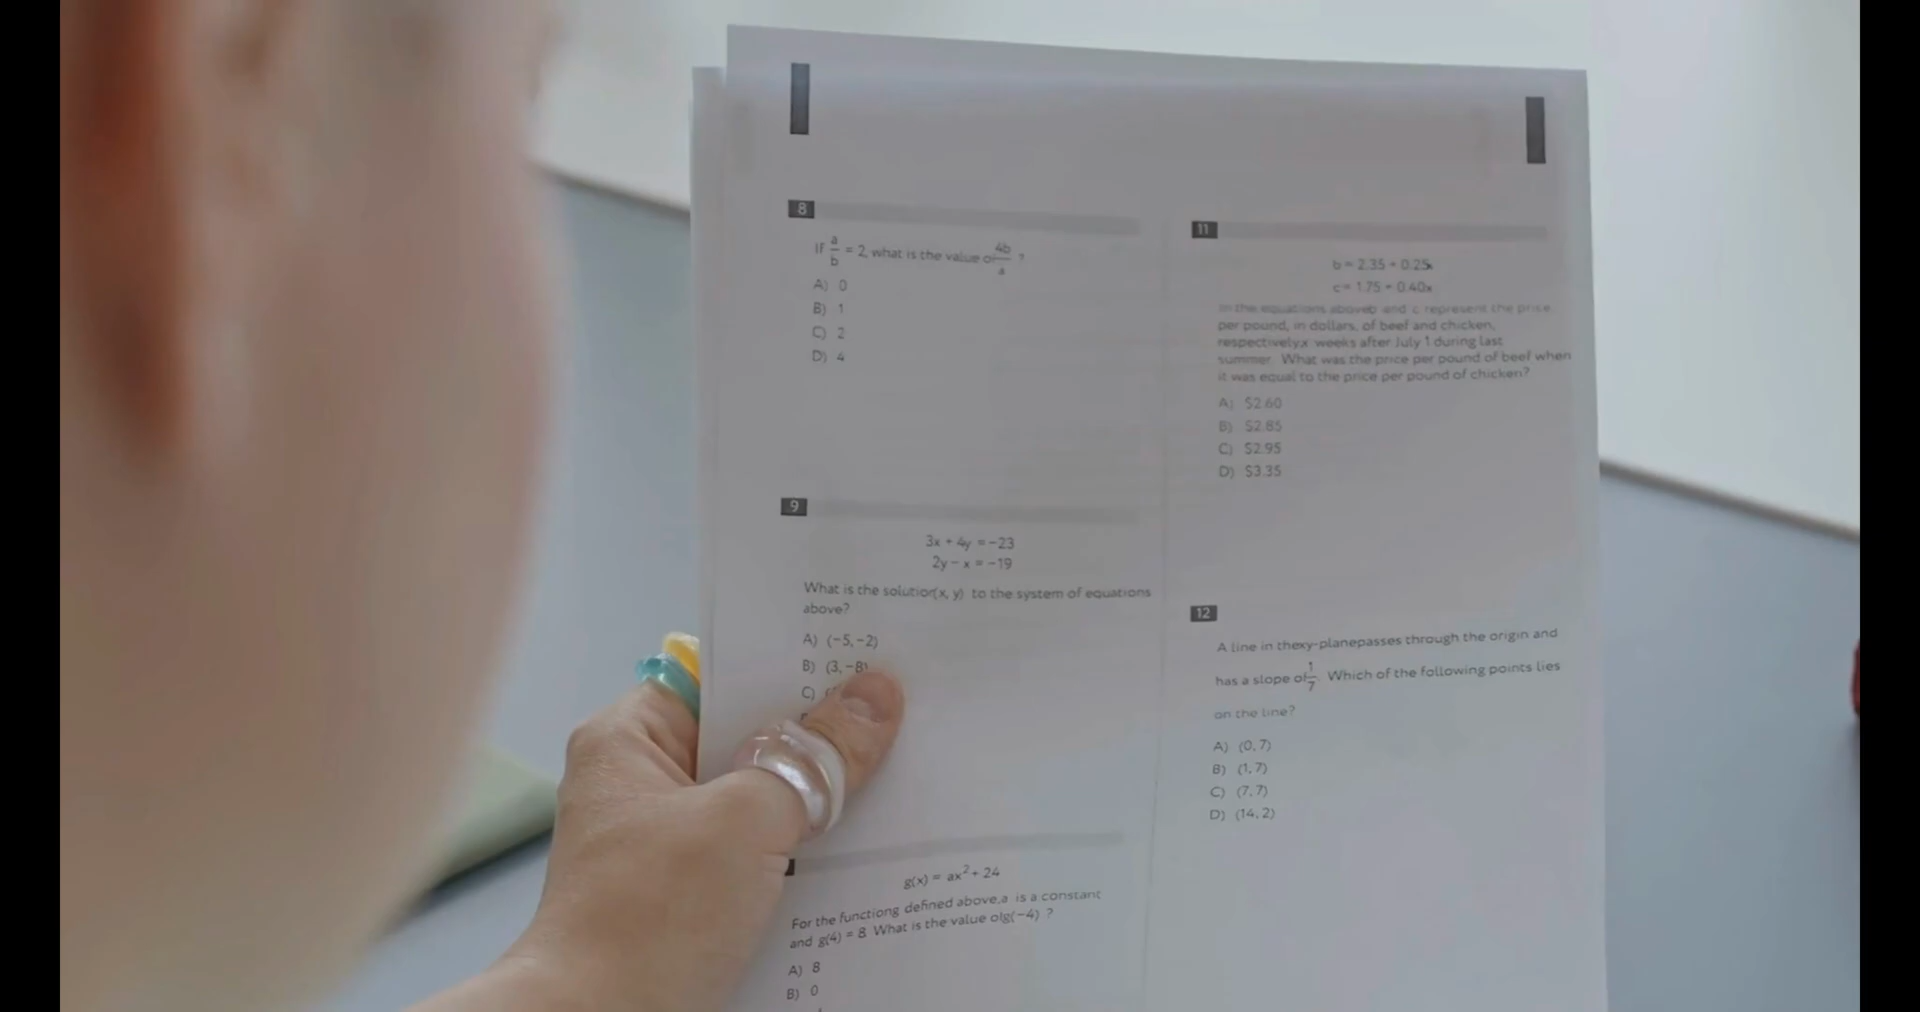 8
If a/b = 2, what is the value of 4b/a ?
A) 0
B) 1
C) 2
D) 4
9
3x + 4y = −23
2y − x = −19
What is the solution(x, y) to the system of equations
above?
A) (−5, −2)
B) (3, −8)
C) (
g(x) = ax² + 24
For the functiong defined above,a is a constant
and g(4) = 8. What is the value ofg(−4) ?
A) 8
B) 0
11
b = 2.35 + 0.25x
c = 1.75 + 0.40x
In the equations aboveb and c represent the price
per pound, in dollars, of beef and chicken,
respectively,x weeks after July 1 during last
summer. What was the price per pound of beef when
it was equal to the price per pound of chicken?
A) $2.60
B) $2.85
C) $2.95
D) $3.35
12
A line in thexy-planepasses through the origin and
has a slope of 1/7. Which of the following points lies
on the line?
A) (0, 7)
B) (1, 7)
C) (7, 7)
D) (14, 2)